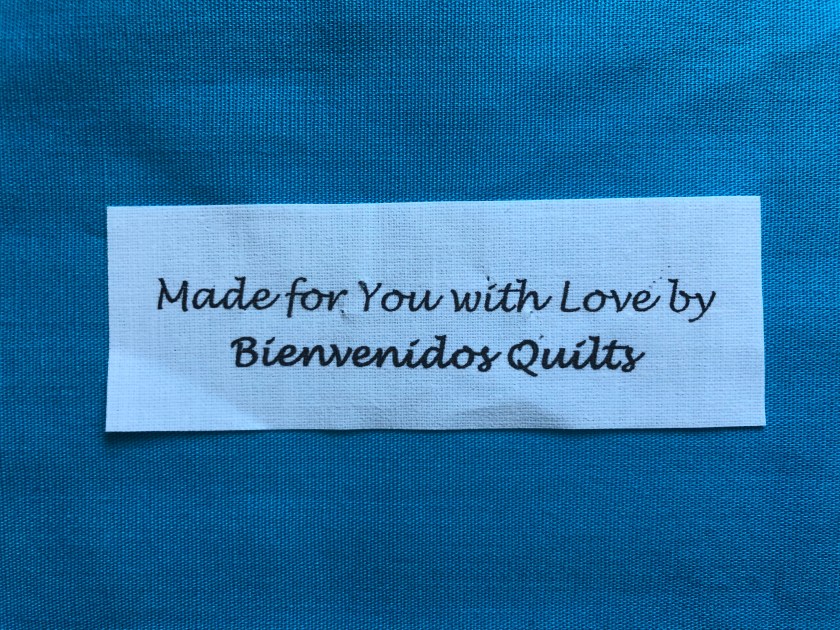 Made for You with Love by
Bienvenidos Quilts